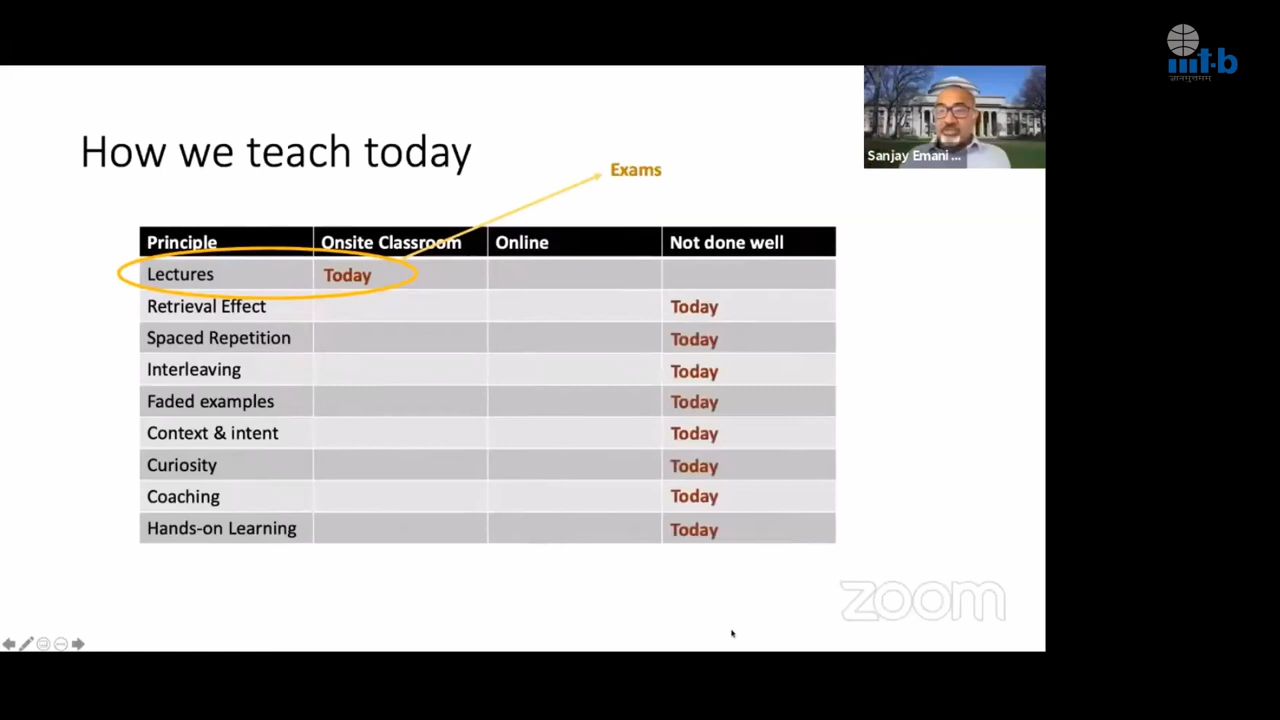 iiit-b
ज्ञानमुत्तमम्
Sanjay Emani ...
How we teach today
Exams
Principle Onsite Classroom Online Not done well
Lectures Today
Retrieval Effect Today
Spaced Repetition Today
Interleaving Today
Faded examples Today
Context & intent Today
Curiosity Today
Coaching Today
Hands-on Learning Today
zoom